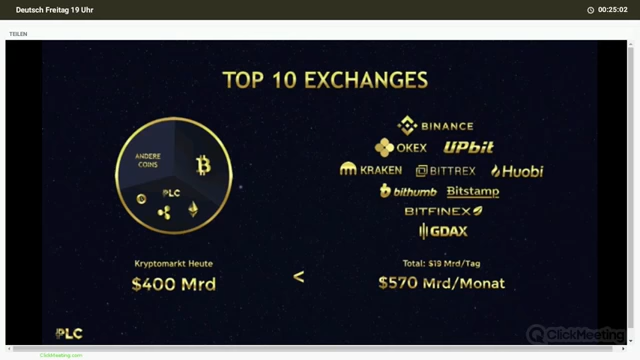 Deutsch Freitag 19 Uhr
00:25:02
TEILEN
TOP 10 EXCHANGES
ANDERE
COINS
PLC
BINANCE
OKEX UPbit
KRAKEN BITTREX Huobi
bithumb Bitstamp
BITFINEX
GDAX
Kryptomarkt Heute
$400 Mrd
<
Total: $19 Mrd/Tag
$570 Mrd/Monat
PLC
ClickMeeting
ClickMeeting.com